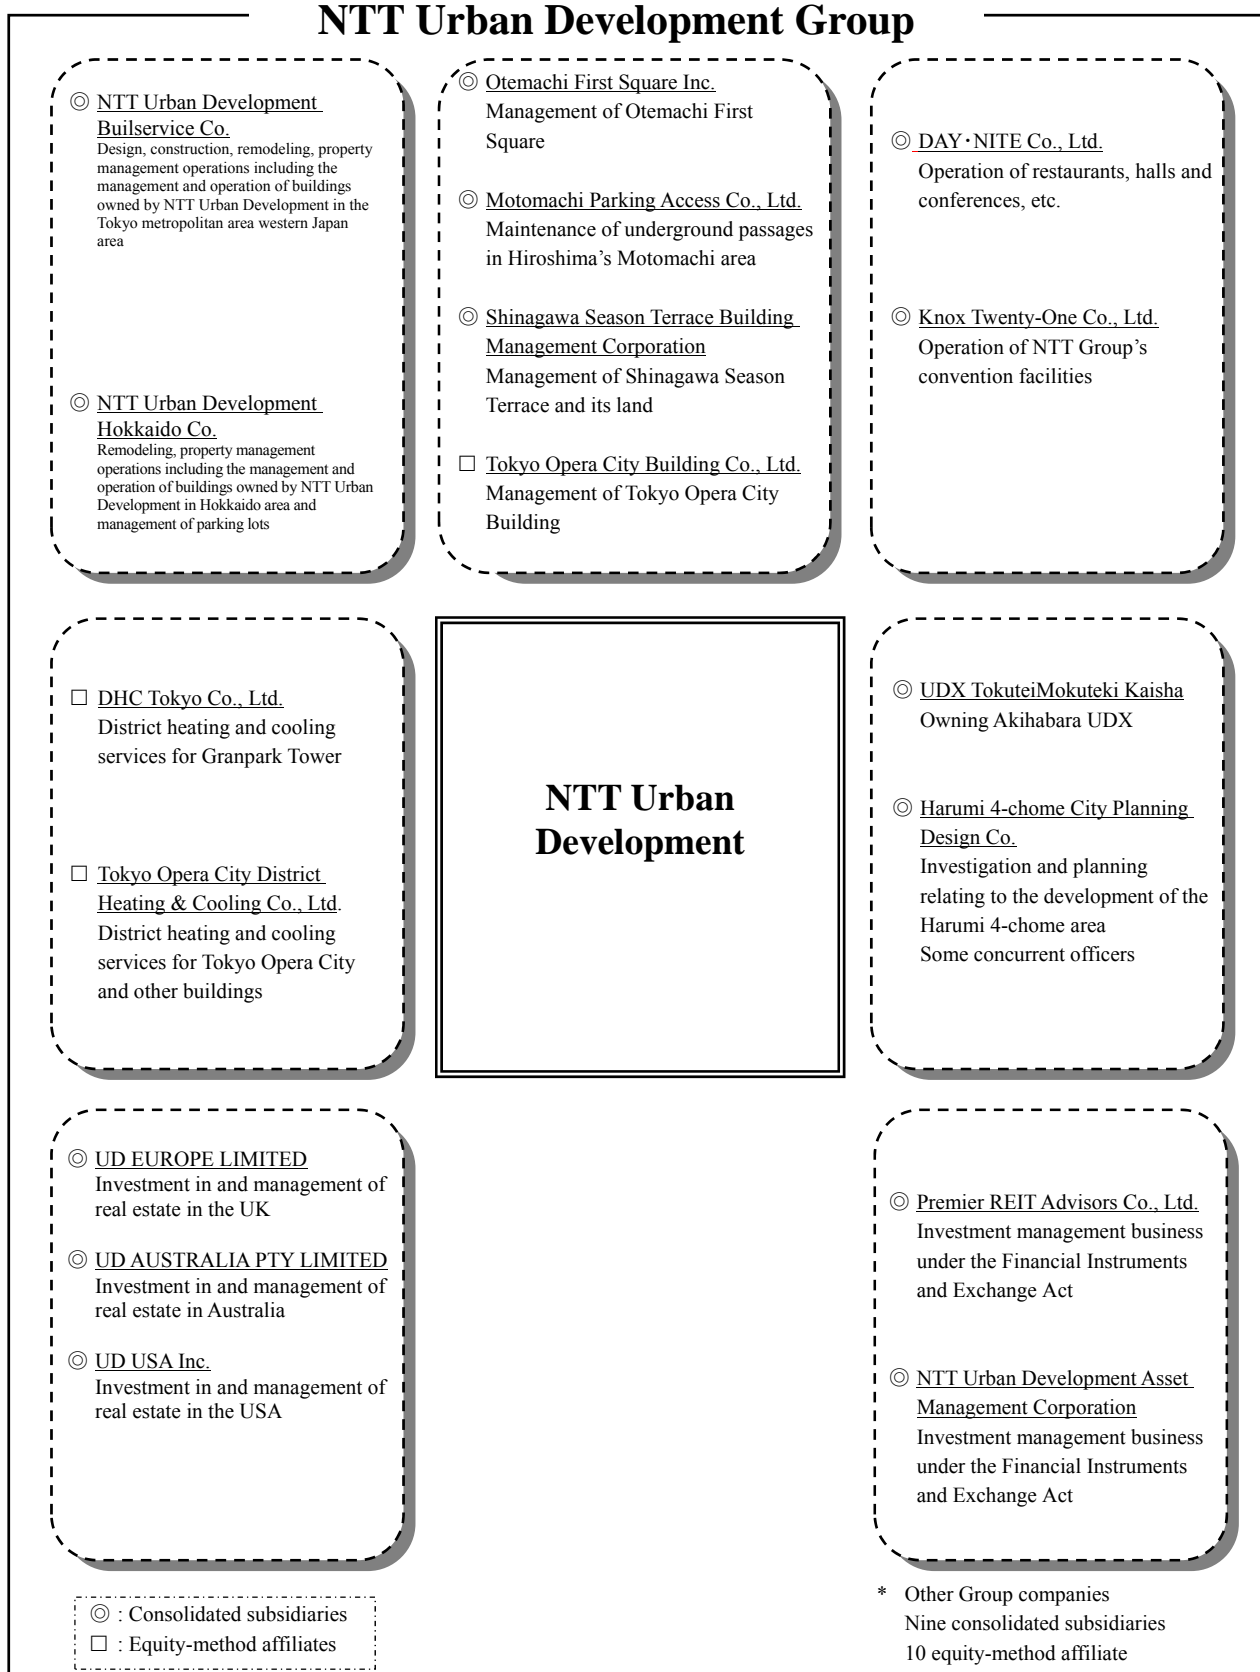 NTT Urban Development Group
◎ NTT Urban Development
Builservice Co.
Design, construction, remodeling, property
management operations including the
management and operation of buildings
owned by NTT Urban Development in the
Tokyo metropolitan area western Japan
area
◎ NTT Urban Development
Hokkaido Co.
Remodeling, property management
operations including the management and
operation of buildings owned by NTT Urban
Development in Hokkaido area and
management of parking lots
◎ Otemachi First Square Inc.
Management of Otemachi First
Square
◎ Motomachi Parking Access Co., Ltd.
Maintenance of underground passages
in Hiroshima’s Motomachi area
◎ Shinagawa Season Terrace Building
Management Corporation
Management of Shinagawa Season
Terrace and its land
□ Tokyo Opera City Building Co., Ltd.
Management of Tokyo Opera City
Building
◎ DAY・NITE Co., Ltd.
Operation of restaurants, halls and
conferences, etc.
◎ Knox Twenty-One Co., Ltd.
Operation of NTT Group’s
convention facilities
□ DHC Tokyo Co., Ltd.
District heating and cooling
services for Granpark Tower
□ Tokyo Opera City District
Heating & Cooling Co., Ltd.
District heating and cooling
services for Tokyo Opera City
and other buildings
NTT Urban
Development
◎ UDX TokuteiMokuteki Kaisha
Owning Akihabara UDX
◎ Harumi 4-chome City Planning
Design Co.
Investigation and planning
relating to the development of the
Harumi 4-chome area
Some concurrent officers
◎ UD EUROPE LIMITED
Investment in and management of
real estate in the UK
◎ UD AUSTRALIA PTY LIMITED
Investment in and management of
real estate in Australia
◎ UD USA Inc.
Investment in and management of
real estate in the USA
◎ Premier REIT Advisors Co., Ltd.
Investment management business
under the Financial Instruments
and Exchange Act
◎ NTT Urban Development Asset
Management Corporation
Investment management business
under the Financial Instruments
and Exchange Act
◎ : Consolidated subsidiaries
□ : Equity-method affiliates
* Other Group companies
Nine consolidated subsidiaries
10 equity-method affiliate